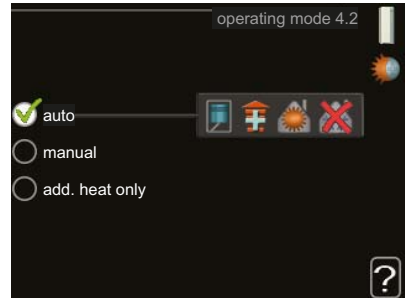 operating mode 4.2
auto
manual
add. heat only
?